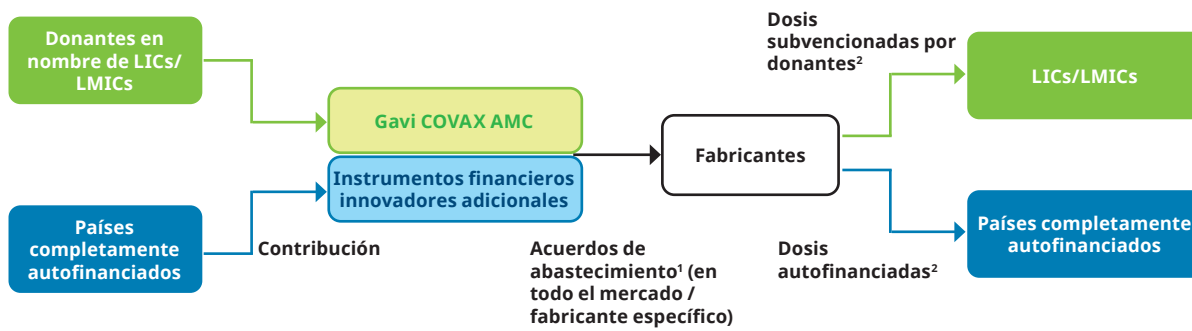 Donantes en
nombre de LICs/
LMICs
Gavi COVAX AMC
Instrumentos financieros
innovadores adicionales
Países
completamente
autofinanciados
Contribución
Acuerdos de
abastecimiento¹ (en
todo el mercado /
fabricante específico)
Fabricantes
Dosis
subvencionadas por
donantes²
LICs/LMICs
Dosis
autofinanciadas²
Países completamente
autofinanciados